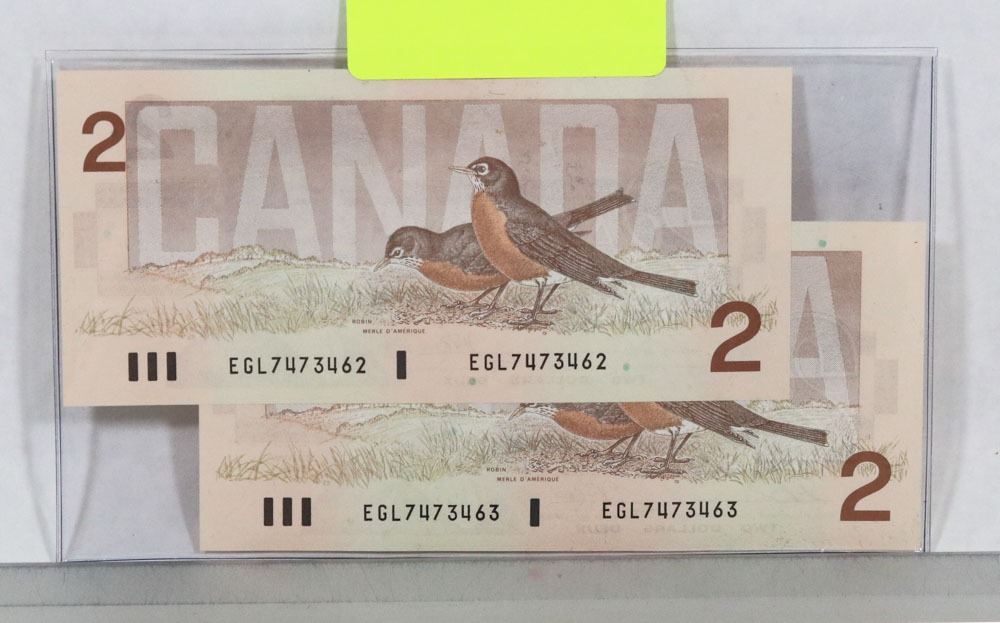 2 CANADA
ROBIN
MERLE D'AMÉRIQUE
EGL7473462 EGL7473462 2
A
ROBIN
MERLE D'AMÉRIQUE
EGL7473463 EGL7473463 2